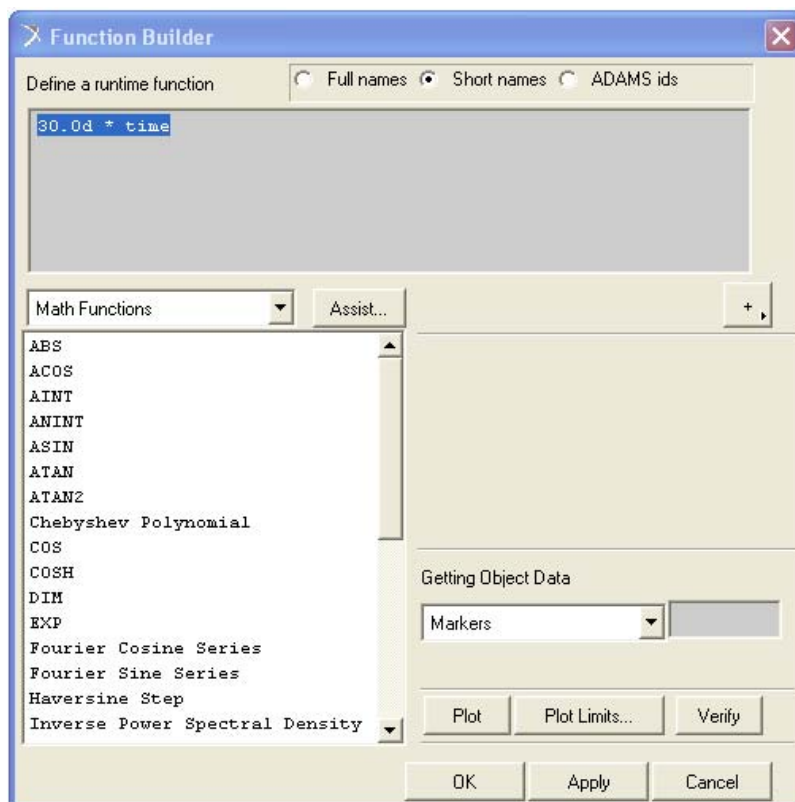 Function Builder
Define a runtime function
Full names
Short names
ADAMS ids
30.0d * time
Math Functions
Assist...
+
ABS
ACOS
AINT
ANINT
ASIN
ATAN
ATAN2
Chebyshev Polynomial
COS
COSH
DIM
EXP
Fourier Cosine Series
Fourier Sine Series
Haversine Step
Inverse Power Spectral Density
Getting Object Data
Markers
Plot
Plot Limits...
Verify
OK
Apply
Cancel